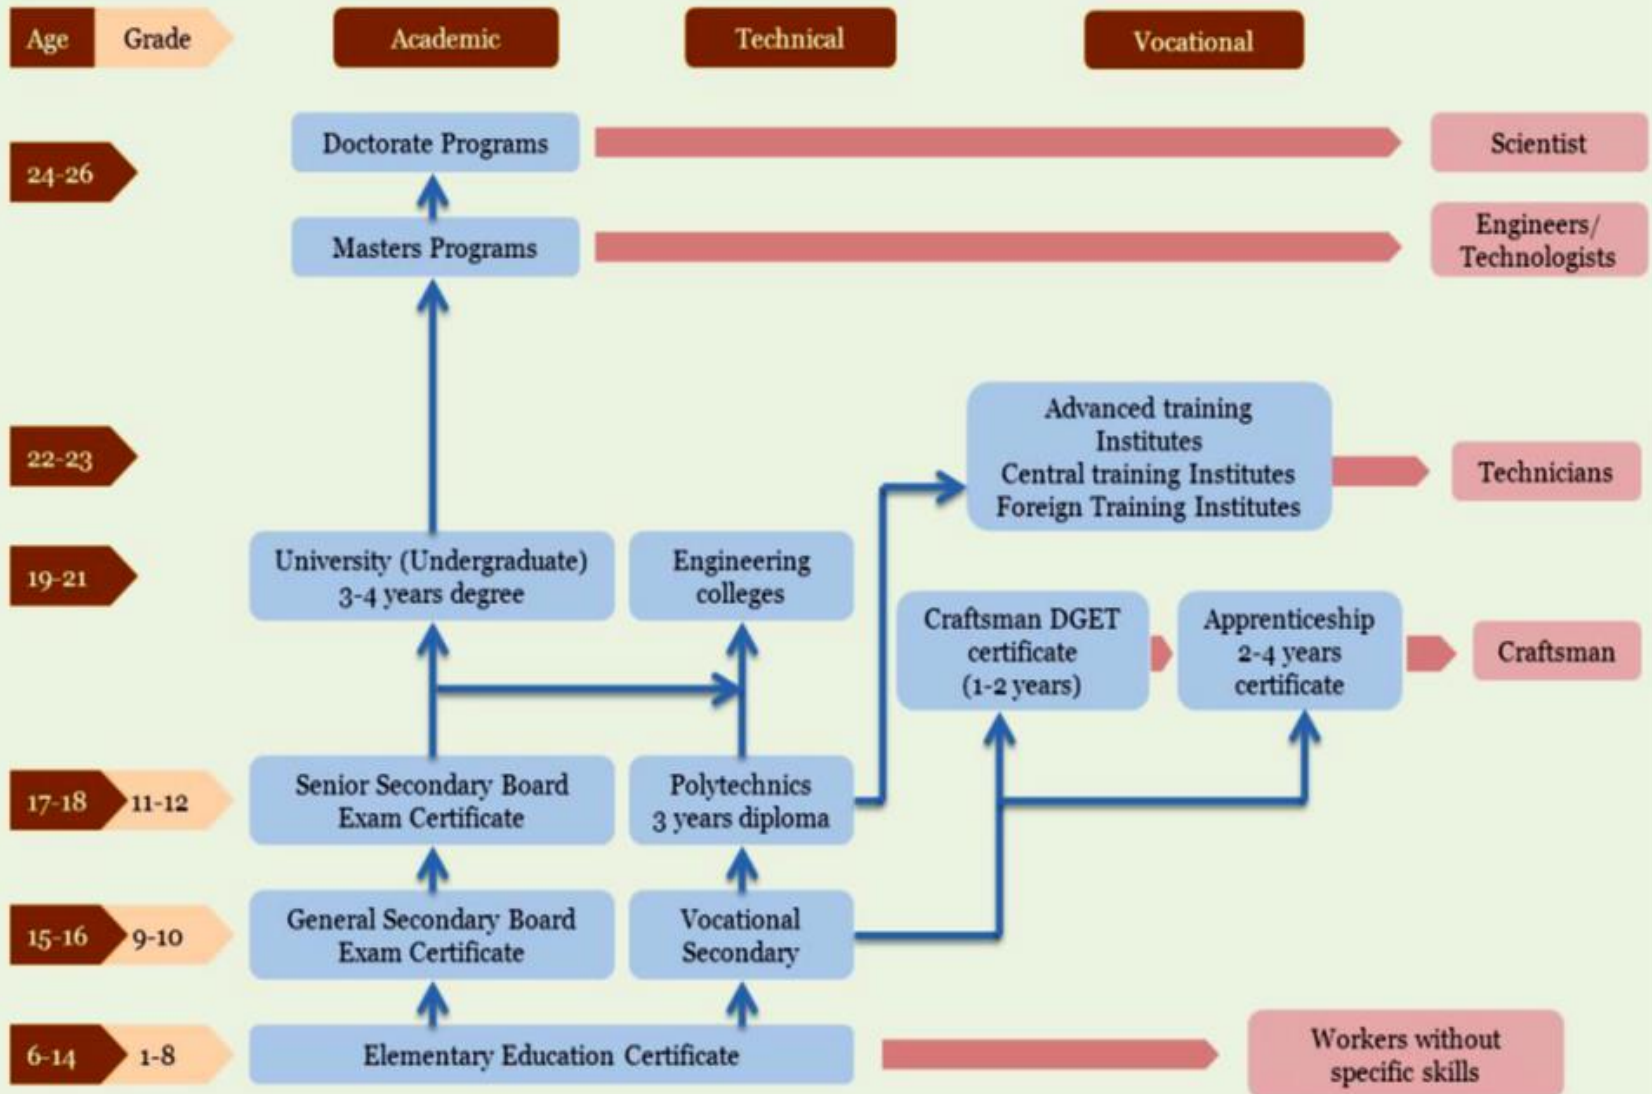 Age
Grade
Academic
Technical
Vocational
24-26
Doctorate Programs
Scientist
Masters Programs
Engineers/
Technologists
22-23
Advanced training
Institutes
Central training Institutes
Foreign Training Institutes
Technicians
19-21
University (Undergraduate)
3-4 years degree
Engineering
colleges
Craftsman DGET
certificate
(1-2 years)
Apprenticeship
2-4 years
certificate
Craftsman
17-18
11-12
Senior Secondary Board
Exam Certificate
Polytechnics
3 years diploma
15-16
9-10
General Secondary Board
Exam Certificate
Vocational
Secondary
6-14
1-8
Elementary Education Certificate
Workers without
specific skills